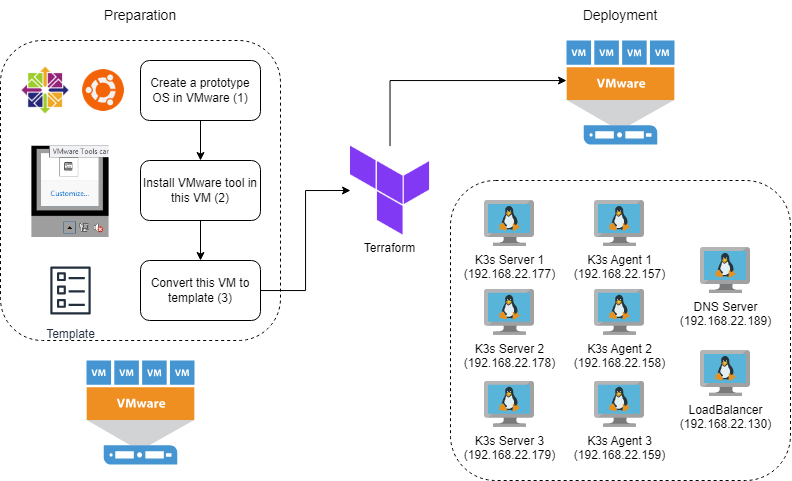 Preparation
Deployment
Create a prototype
OS in VMware (1)
VMware Tools can
Customize...
Install VMware tool in
this VM (2)
Convert this VM to
template (3)
Template
VM VM VM VM
VMware
Terraform
VM VM VM VM
VMware
K3s Server 1
(192.168.22.177)
K3s Agent 1
(192.168.22.157)
DNS Server
(192.168.22.189)
K3s Server 2
(192.168.22.178)
K3s Agent 2
(192.168.22.158)
LoadBalancer
(192.168.22.130)
K3s Server 3
(192.168.22.179)
K3s Agent 3
(192.168.22.159)